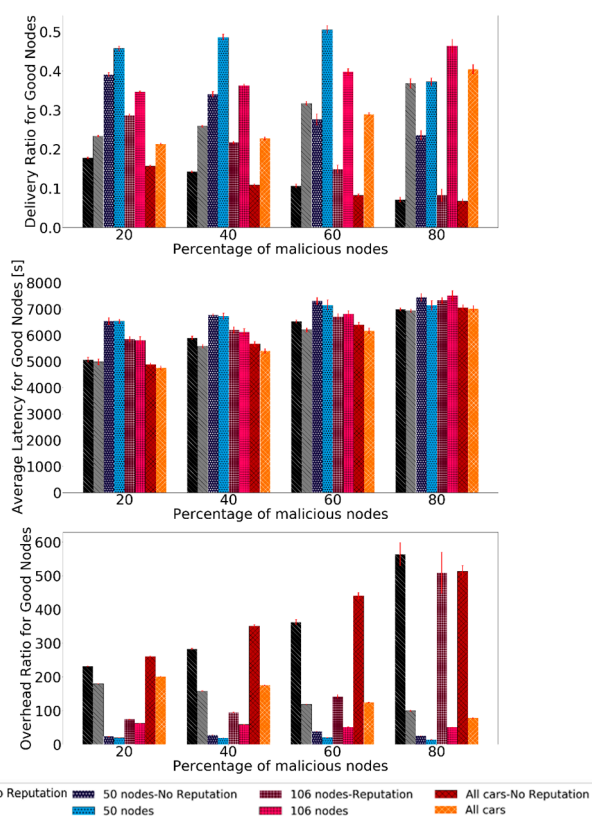 Delivery Ratio for Good Nodes
0.5
0.4
0.3
0.2
0.1
0.0
20 40 60 80
Percentage of malicious nodes
Average Latency for Good Nodes [s]
8000
7000
6000
5000
4000
3000
2000
1000
0
20 40 60 80
Percentage of malicious nodes
Overhead Ratio for Good Nodes
600
500
400
300
200
100
0
20 40 60 80
Percentage of malicious nodes
o Reputation 50 nodes-No Reputation 106 nodes-Reputation All cars-No Reputation
50 nodes 106 nodes All cars